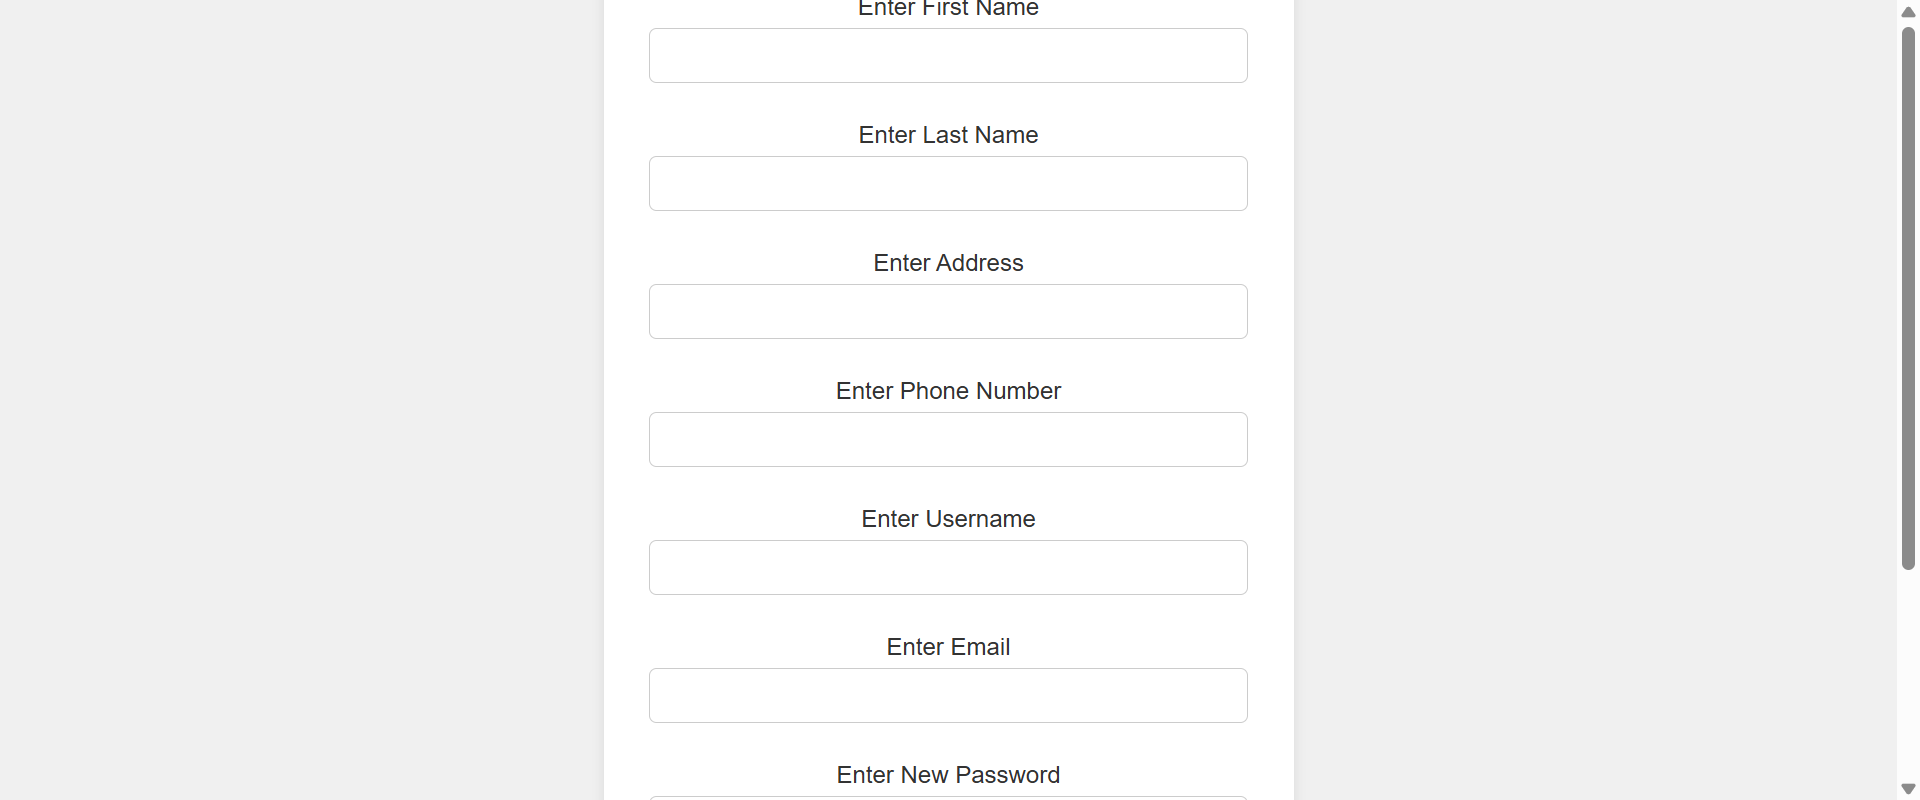 Enter First Name
Enter Last Name
Enter Address
Enter Phone Number
Enter Username
Enter Email
Enter New Password